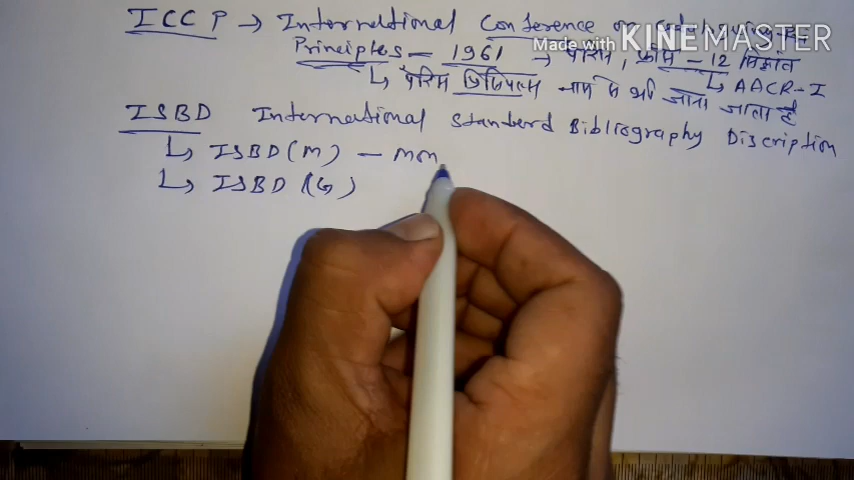 ICCP → International Conference on
Made with KINEMASTER
Principles – 1961 → पेरिस, फ्रांस – 12 सिद्धांत
↳ पेरिस प्रिंसिपल्स नाम से भी जाना जाता है
↳ AACR-I
ISBD International Standerd Bibliography Discription
↳ ISBD (M) – Mon
↳ ISBD (G)